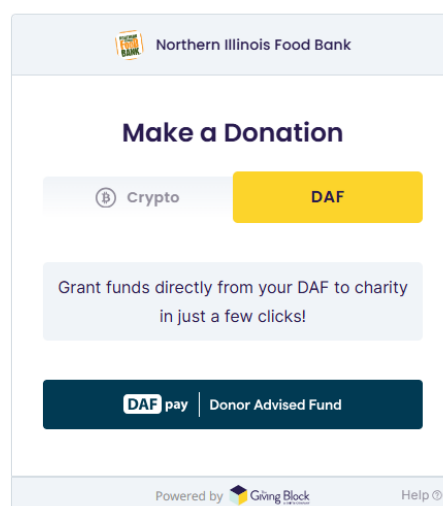 Northern Illinois Food Bank
Make a Donation
Crypto
DAF
Grant funds directly from your DAF to charity
in just a few clicks!
DAF pay | Donor Advised Fund
Powered by The Giving Block
Help